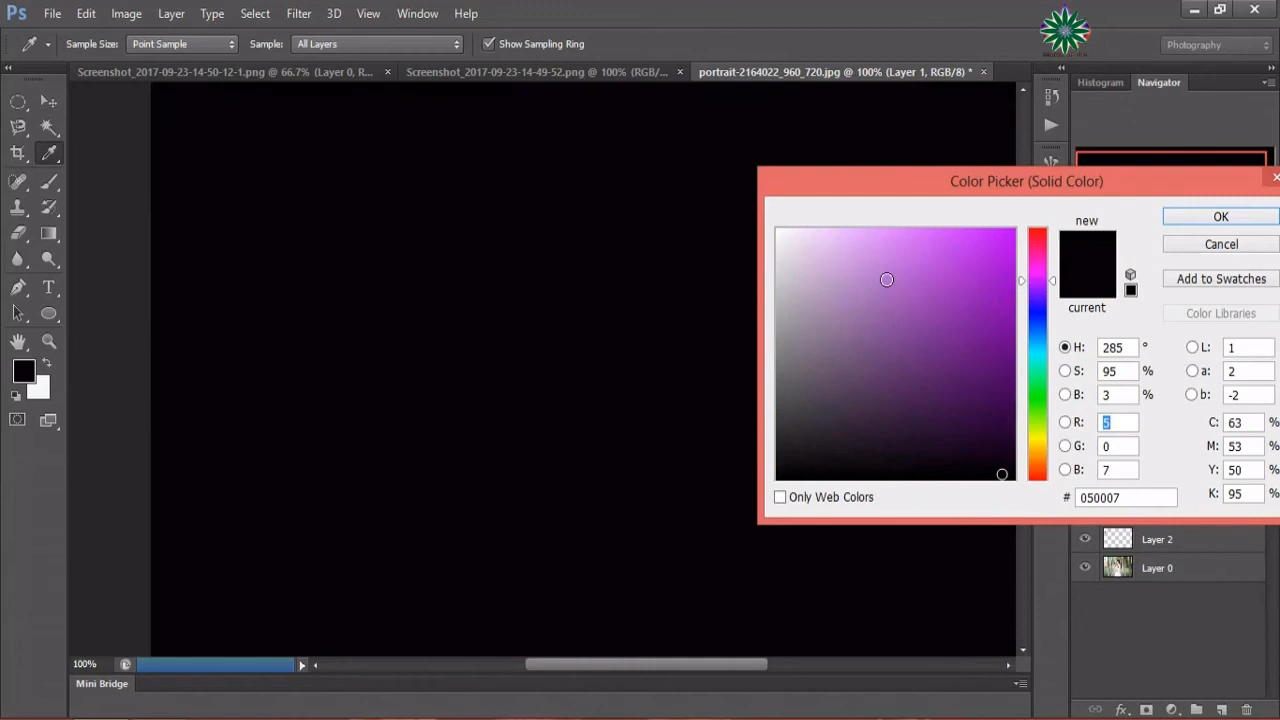 Ps File Edit Image Layer Type Select Filter 3D View Window Help
Sample Size: Point Sample Sample: All Layers Show Sampling Ring Photography
Screenshot_2017-09-23-14-50-12-1.png @ 66.7% (Layer 0, R... × Screenshot_2017-09-23-14-49-52.png @ 100% (RGB/... × portrait-2164022_960_720.jpg @ 100% (Layer 1, RGB/8) * ×
Histogram Navigator
Color Picker (Solid Color)
new
OK
Cancel
Add to Swatches
current
Color Libraries
H: 285 ° L: 1
S: 95 % a: 2
B: 3 % b: -2
R: 5 C: 63 %
G: 0 M: 53 %
B: 7 Y: 50 %
# 050007 K: 95 %
Only Web Colors
Layer 2
Layer 0
100%
Mini Bridge